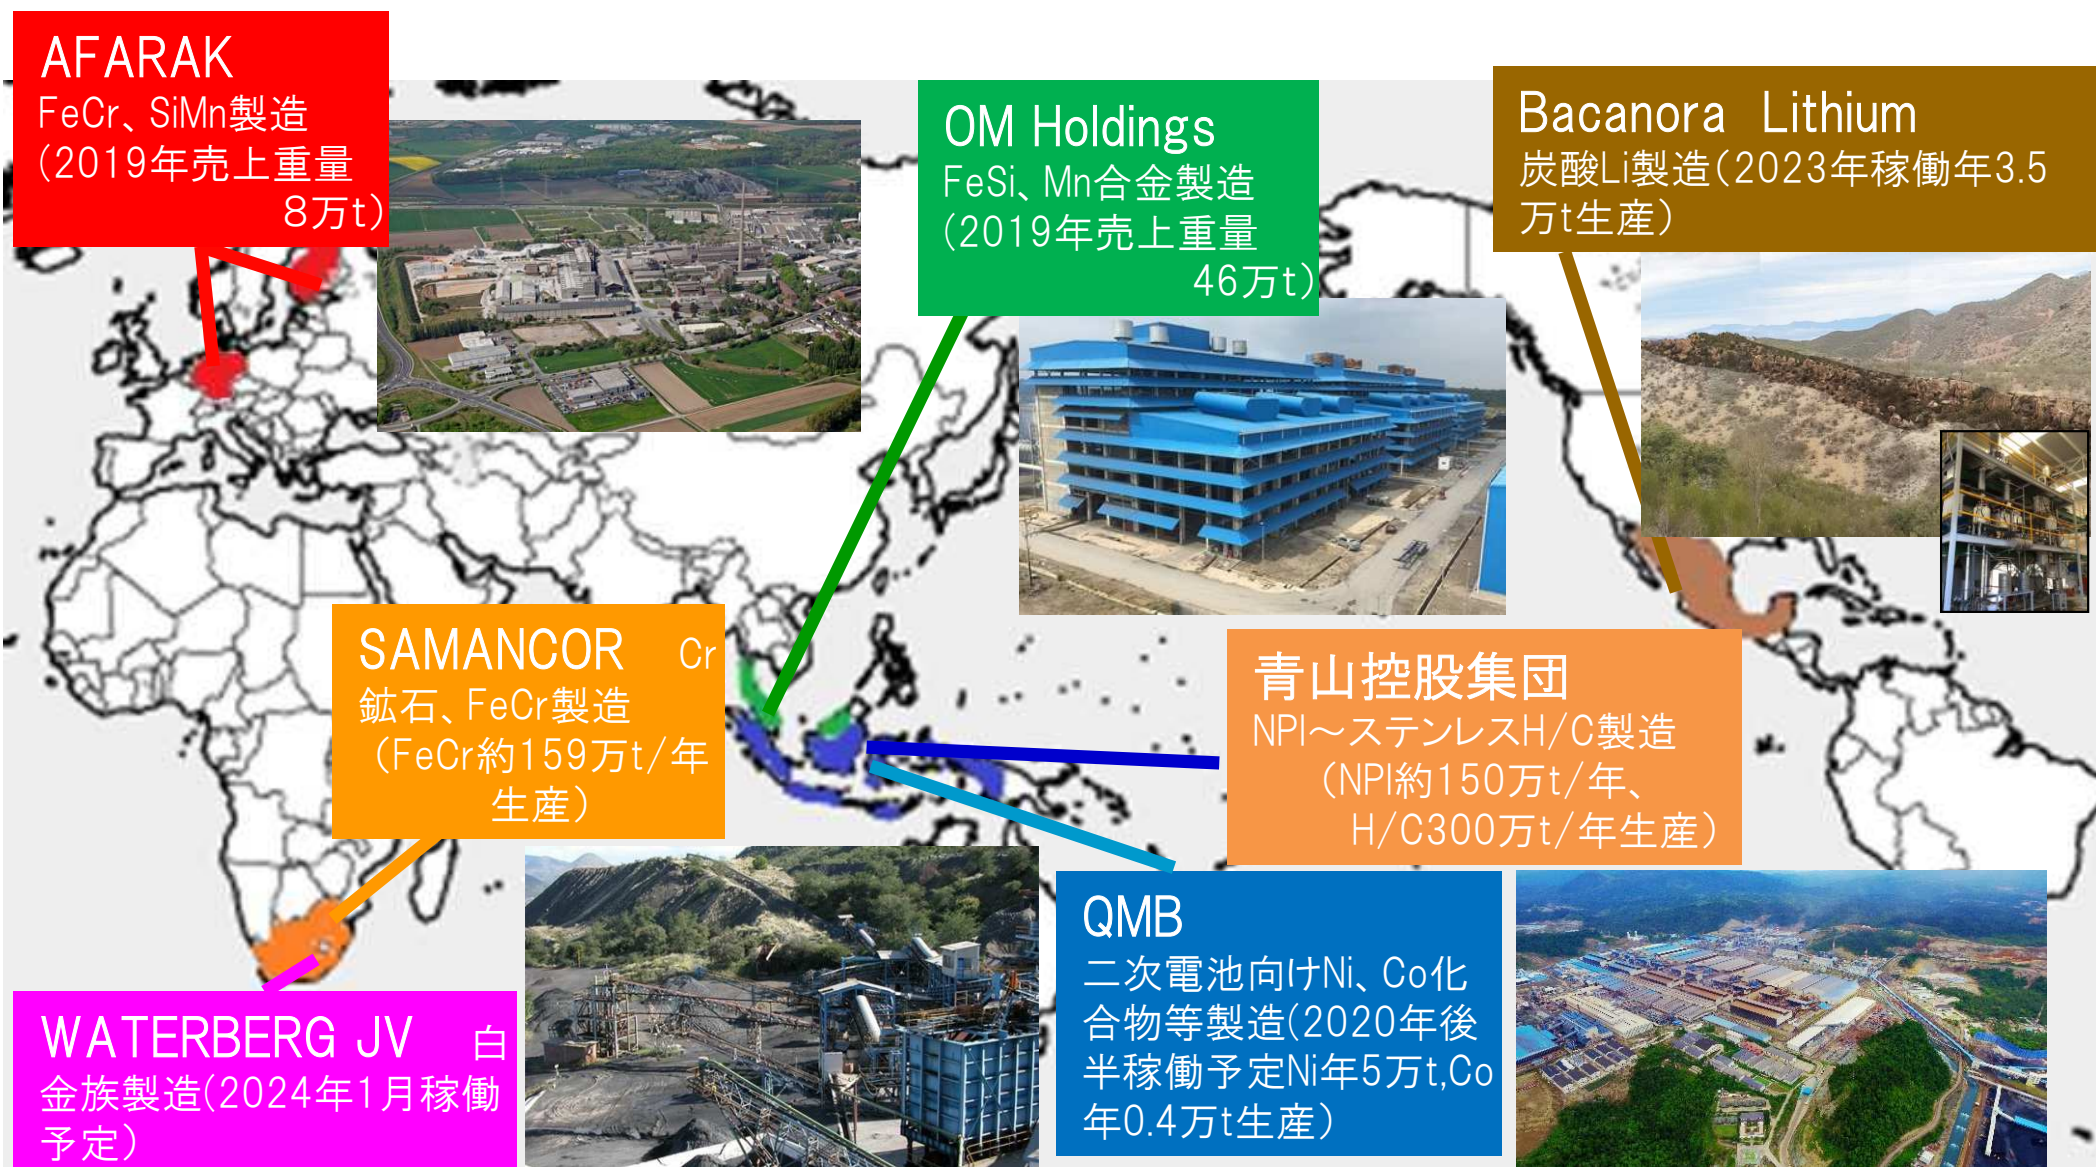 AFARAK
FeCr、SiMn製造
(2019年売上重量
8万t)
OM Holdings
FeSi、Mn合金製造
(2019年売上重量
46万t)
Bacanora Lithium
炭酸Li製造(2023年稼働年3.5
万t生産)
SAMANCOR Cr
鉱石、FeCr製造
(FeCr約159万t/年
生産)
青山控股集団
NPI～ステンレスH/C製造
(NPI約150万t/年、
H/C300万t/年生産)
WATERBERG JV 白
金族製造(2024年1月稼働
予定)
QMB
二次電池向けNi、Co化
合物等製造(2020年後
半稼働予定Ni年5万t,Co
年0.4万t生産)